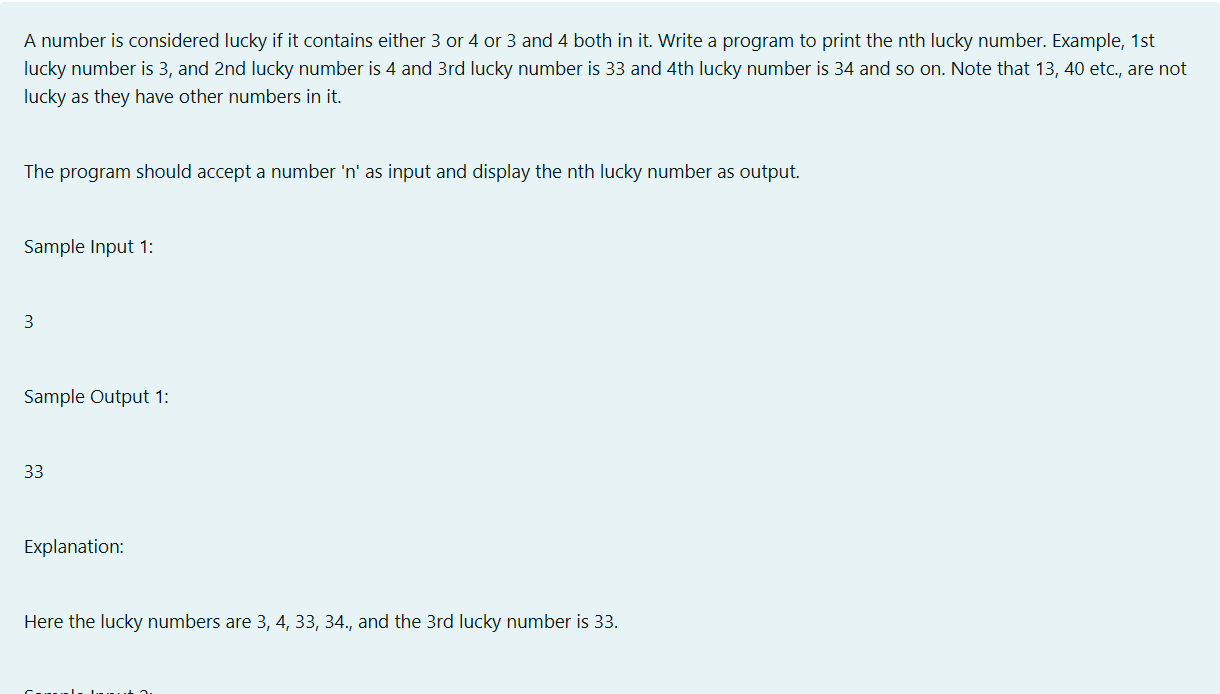 A number is considered lucky if it contains either 3 or 4 or 3 and 4 both in it. Write a program to print the nth lucky number. Example, 1st
lucky number is 3, and 2nd lucky number is 4 and 3rd lucky number is 33 and 4th lucky number is 34 and so on. Note that 13, 40 etc., are not
lucky as they have other numbers in it.
The program should accept a number 'n' as input and display the nth lucky number as output.
Sample Input 1:
3
Sample Output 1:
33
Explanation:
Here the lucky numbers are 3, 4, 33, 34., and the 3rd lucky number is 33.
Sample Input 2: